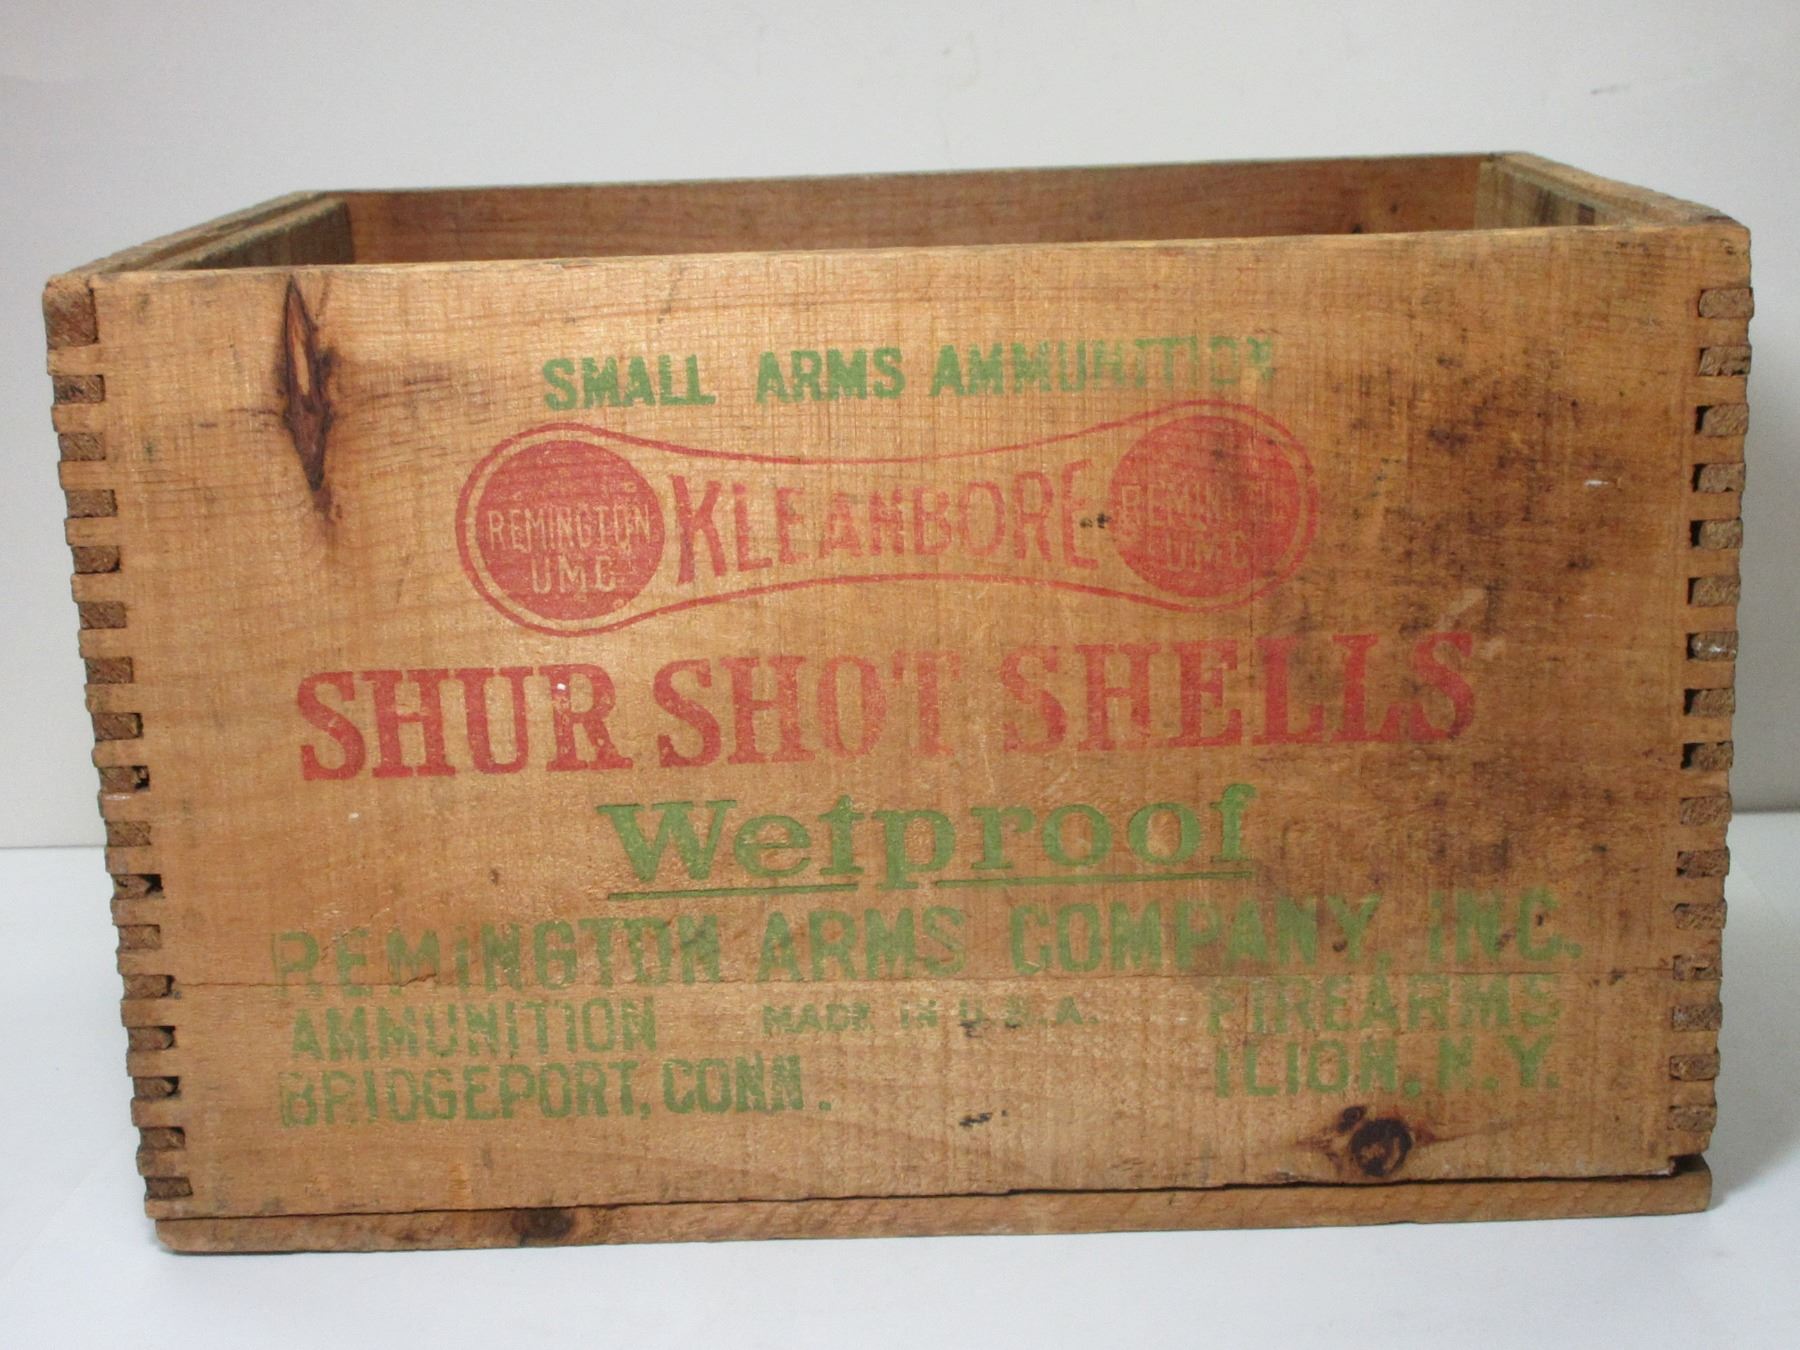 SMALL ARMS AMMUNITION
REMINGTON UMC KLEANBORE REMINGTON UMC
SHUR SHOT SHELLS
Wetproof
REMINGTON ARMS COMPANY, INC.
AMMUNITION MADE IN U.S.A. FIREARMS
BRIDGEPORT, CONN. ILION, N.Y.